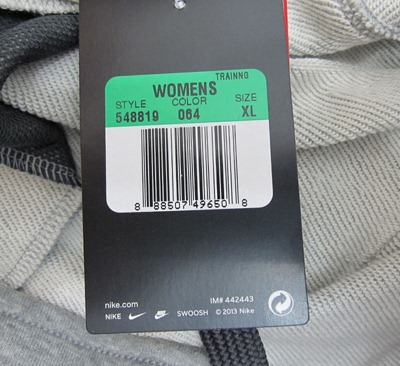 TRAINNG
WOMENS
STYLE COLOR SIZE
548819 064 XL
8 88507 49650 8
nike.com IM# 442443
NIKE SWOOSH © 2013 Nike